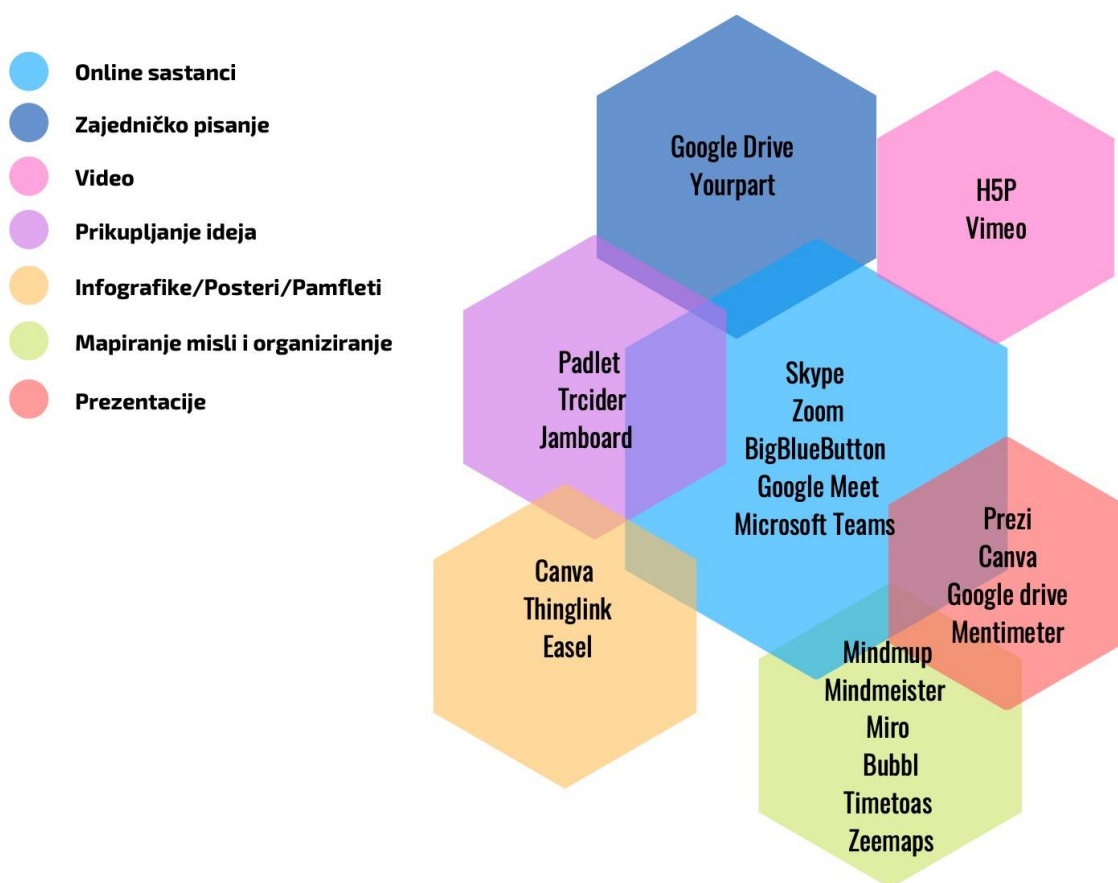 Online sastanci
Zajedničko pisanje
Video
Prikupljanje ideja
Infografike/Posteri/Pamfleti
Mapiranje misli i organiziranje
Prezentacije
Google Drive
Yourpart
H5P
Vimeo
Padlet
Trcider
Jamboard
Skype
Zoom
BigBlueButton
Google Meet
Microsoft Teams
Prezi
Canva
Google drive
Mentimeter
Canva
Thinglink
Easel
Mindmup
Mindmeister
Miro
Bubbl
Timetoas
Zeemaps